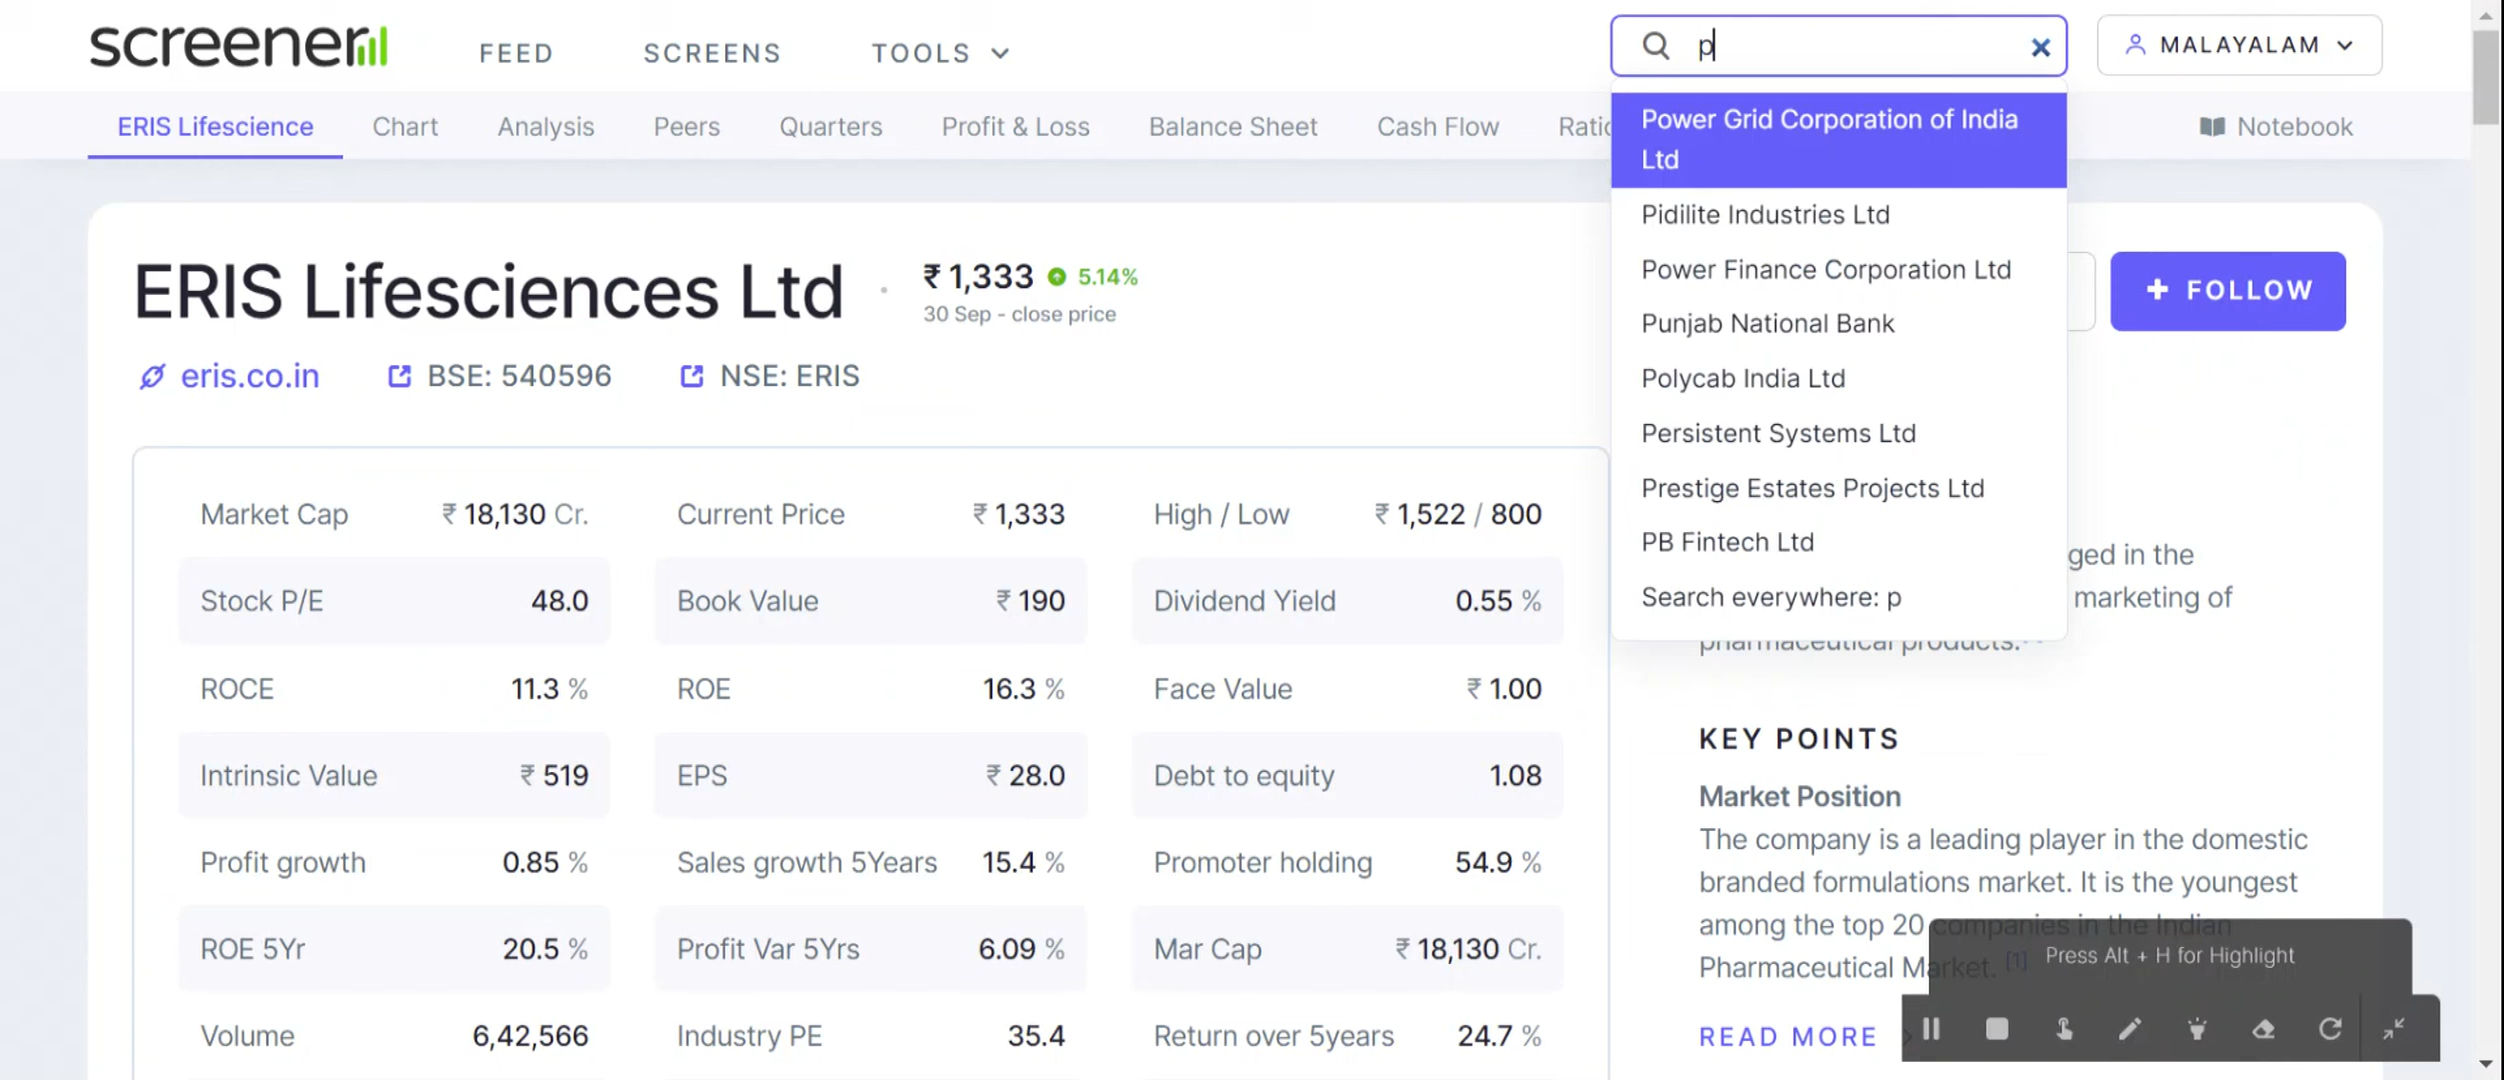 screener
FEED
SCREENS
TOOLS
p
MALAYALAM
ERIS Lifescience
Chart
Analysis
Peers
Quarters
Profit & Loss
Balance Sheet
Cash Flow
Notebook
Power Grid Corporation of India
Ltd
Pidilite Industries Ltd
Power Finance Corporation Ltd
Punjab National Bank
Polycab India Ltd
Persistent Systems Ltd
Prestige Estates Projects Ltd
PB Fintech Ltd
Search everywhere: p
ERIS Lifesciences Ltd
₹ 1,333 5.14%
30 Sep - close price
+ FOLLOW
eris.co.in
BSE: 540596
NSE: ERIS
Market Cap ₹ 18,130 Cr.
Current Price ₹ 1,333
High / Low ₹ 1,522 / 800
Stock P/E 48.0
Book Value ₹ 190
Dividend Yield 0.55 %
ROCE 11.3 %
ROE 16.3 %
Face Value ₹ 1.00
Intrinsic Value ₹ 519
EPS ₹ 28.0
Debt to equity 1.08
Profit growth 0.85 %
Sales growth 5Years 15.4 %
Promoter holding 54.9 %
ROE 5Yr 20.5 %
Profit Var 5Yrs 6.09 %
Mar Cap ₹ 18,130 Cr.
Volume 6,42,566
Industry PE 35.4
Return over 5years 24.7 %
in the
marketing of
pharmaceutical products.
KEY POINTS
Market Position
The company is a leading player in the domestic
branded formulations market. It is the youngest
among the top 20 companies in the Indian
Pharmaceutical Market. [1]
READ MORE
Press Alt + H for Highlight